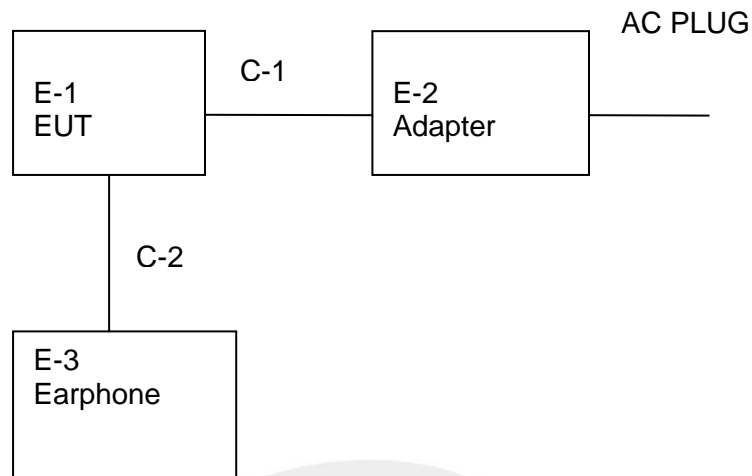 AC PLUG
C-1
E-1
EUT
E-2
Adapter
C-2
E-3
Earphone